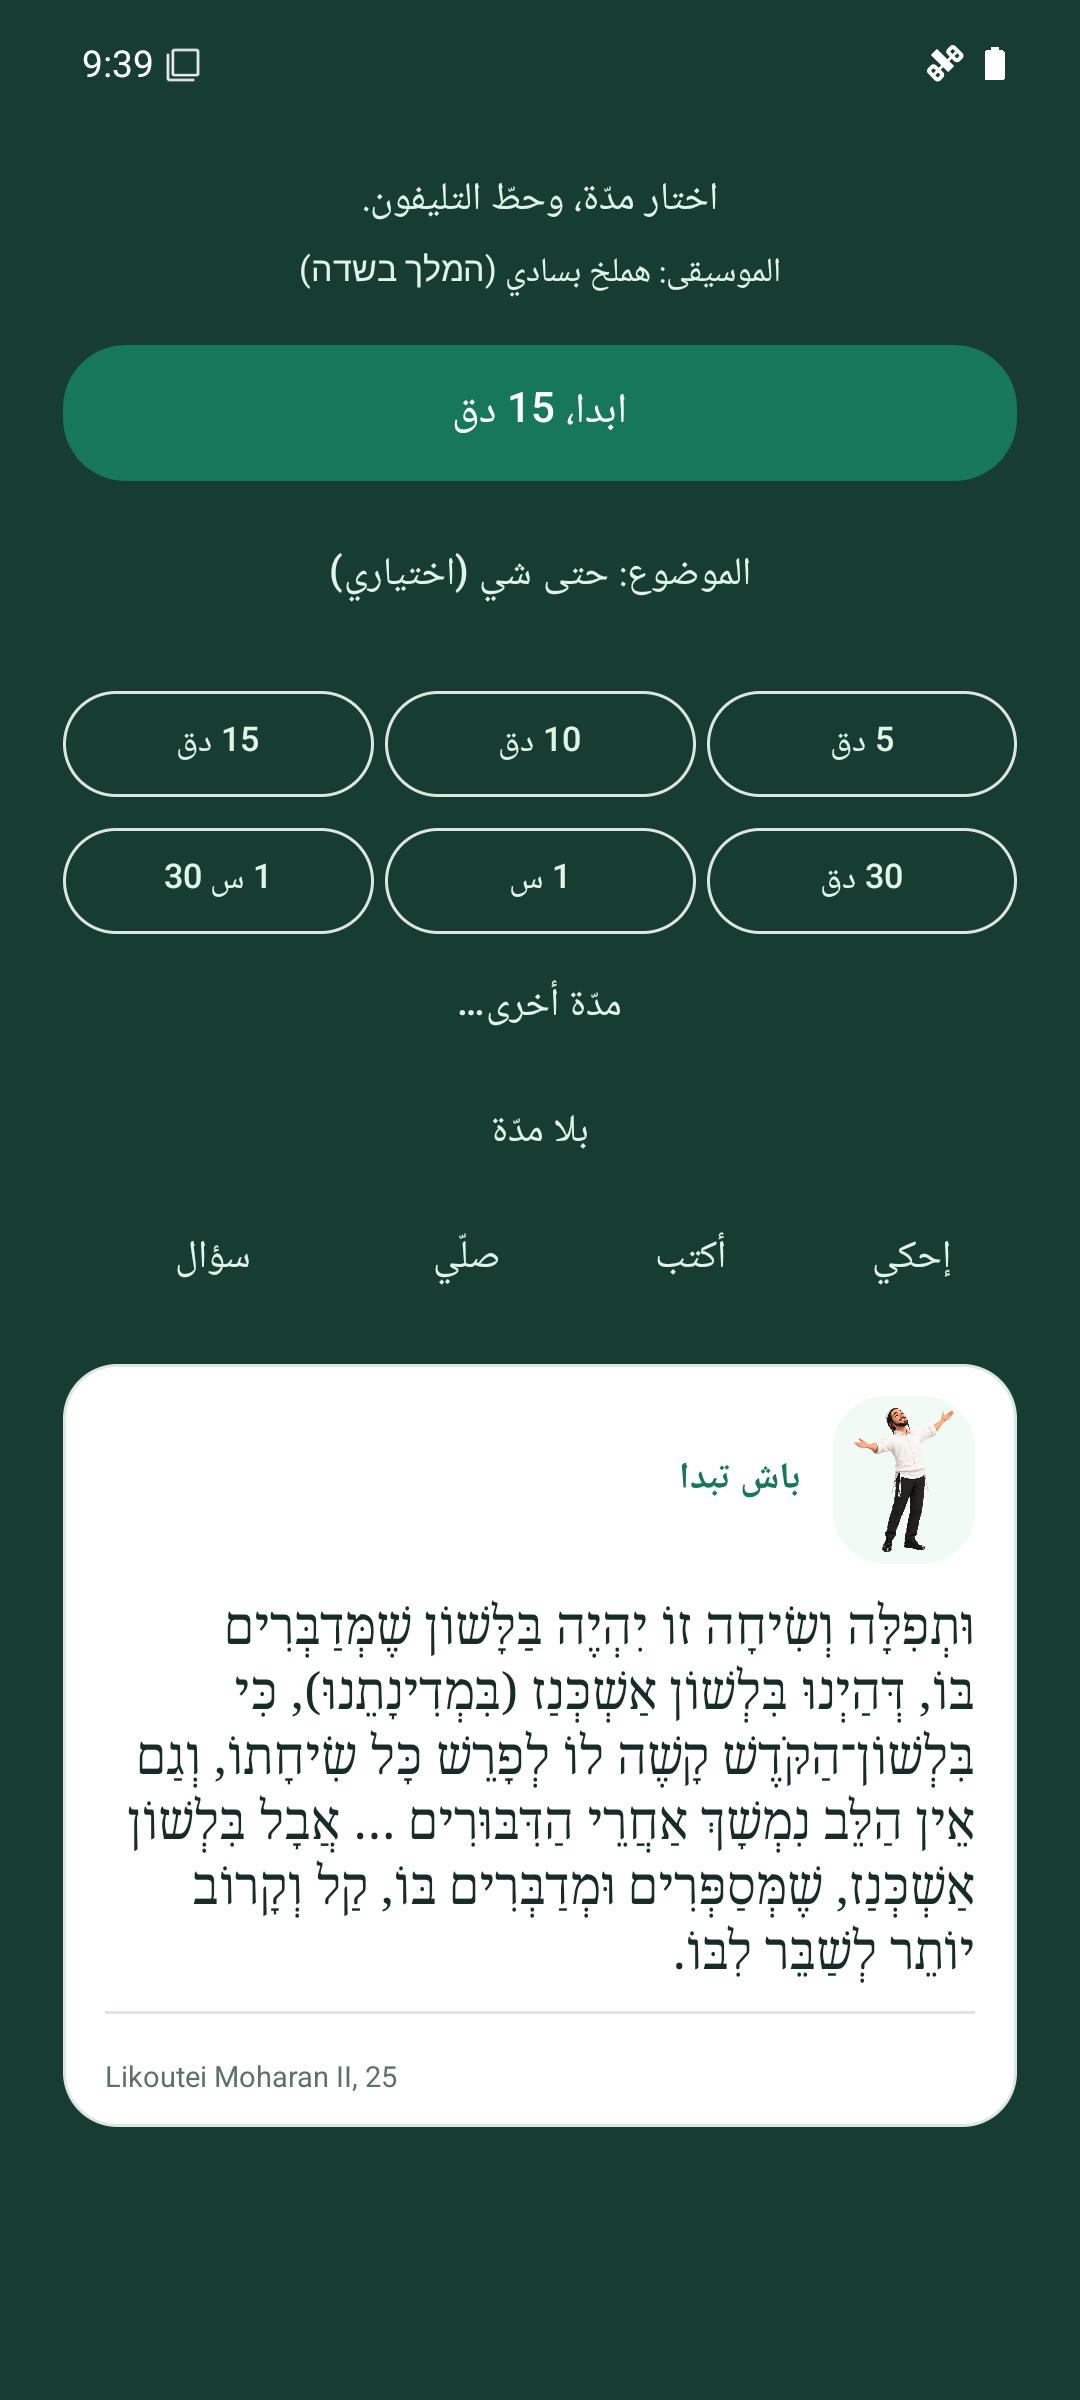 9:39
اختار مدّة، وحطّ التليفون.
الموسيقى: هملخ بسادي (המלך בשדה)
ابدا، 15 دق
الموضوع: حتى شي (اختياري)
5 دق
10 دق
15 دق
30 دق
1 س
1 س 30
مدّة أخرى...
بلا مدّة
إحكي
أكتب
صلّي
سؤال
باش تبدا
וּתְפִלָּה וְשִׂיחָה זוֹ יִהְיֶה בַּלָּשׁוֹן שֶׁמְּדַבְּרִים
בּוֹ, דְּהַיְנוּ בִּלְשׁוֹן אַשְׁכְּנַז (בִּמְדִינָתֵנוּ), כִּי
בִּלְשׁוֹן־הַקֹּדֶשׁ קָשֶׁה לוֹ לְפָרֵשׁ כָּל שִׂיחָתוֹ, וְגַם
אֵין הַלֵּב נִמְשָׁךְ אַחֲרֵי הַדִּבּוּרִים ... אֲבָל בִּלְשׁוֹן
אַשְׁכְּנַז, שֶׁמְּסַפְּרִים וּמְדַבְּרִים בּוֹ, קַל וְקָרוֹב
יוֹתֵר לְשַׁבֵּר לִבּוֹ.
Likoutei Moharan II, 25